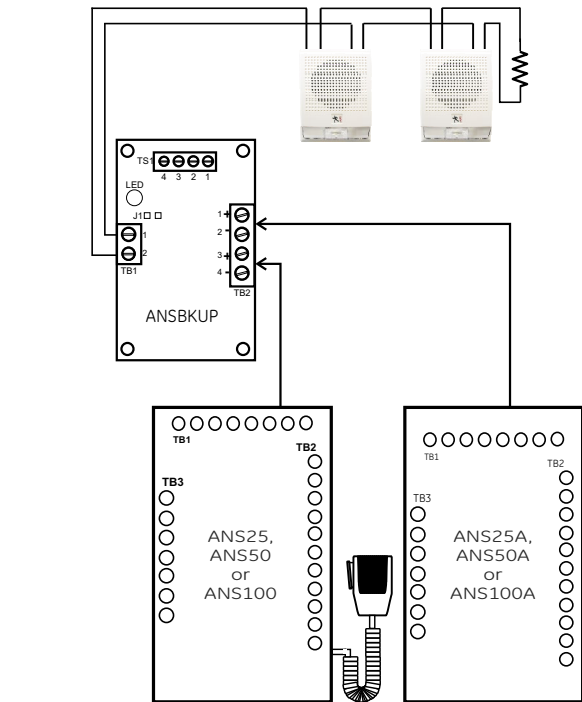 TS1
4 3 2 1
LED
J1
1 +
2 -
3 +
4 -
1
2
TB1
TB2
ANSBKUP
TB1
TB2
TB3
ANS25,
ANS50
or
ANS100
TB1
TB2
TB3
ANS25A,
ANS50A
or
ANS100A